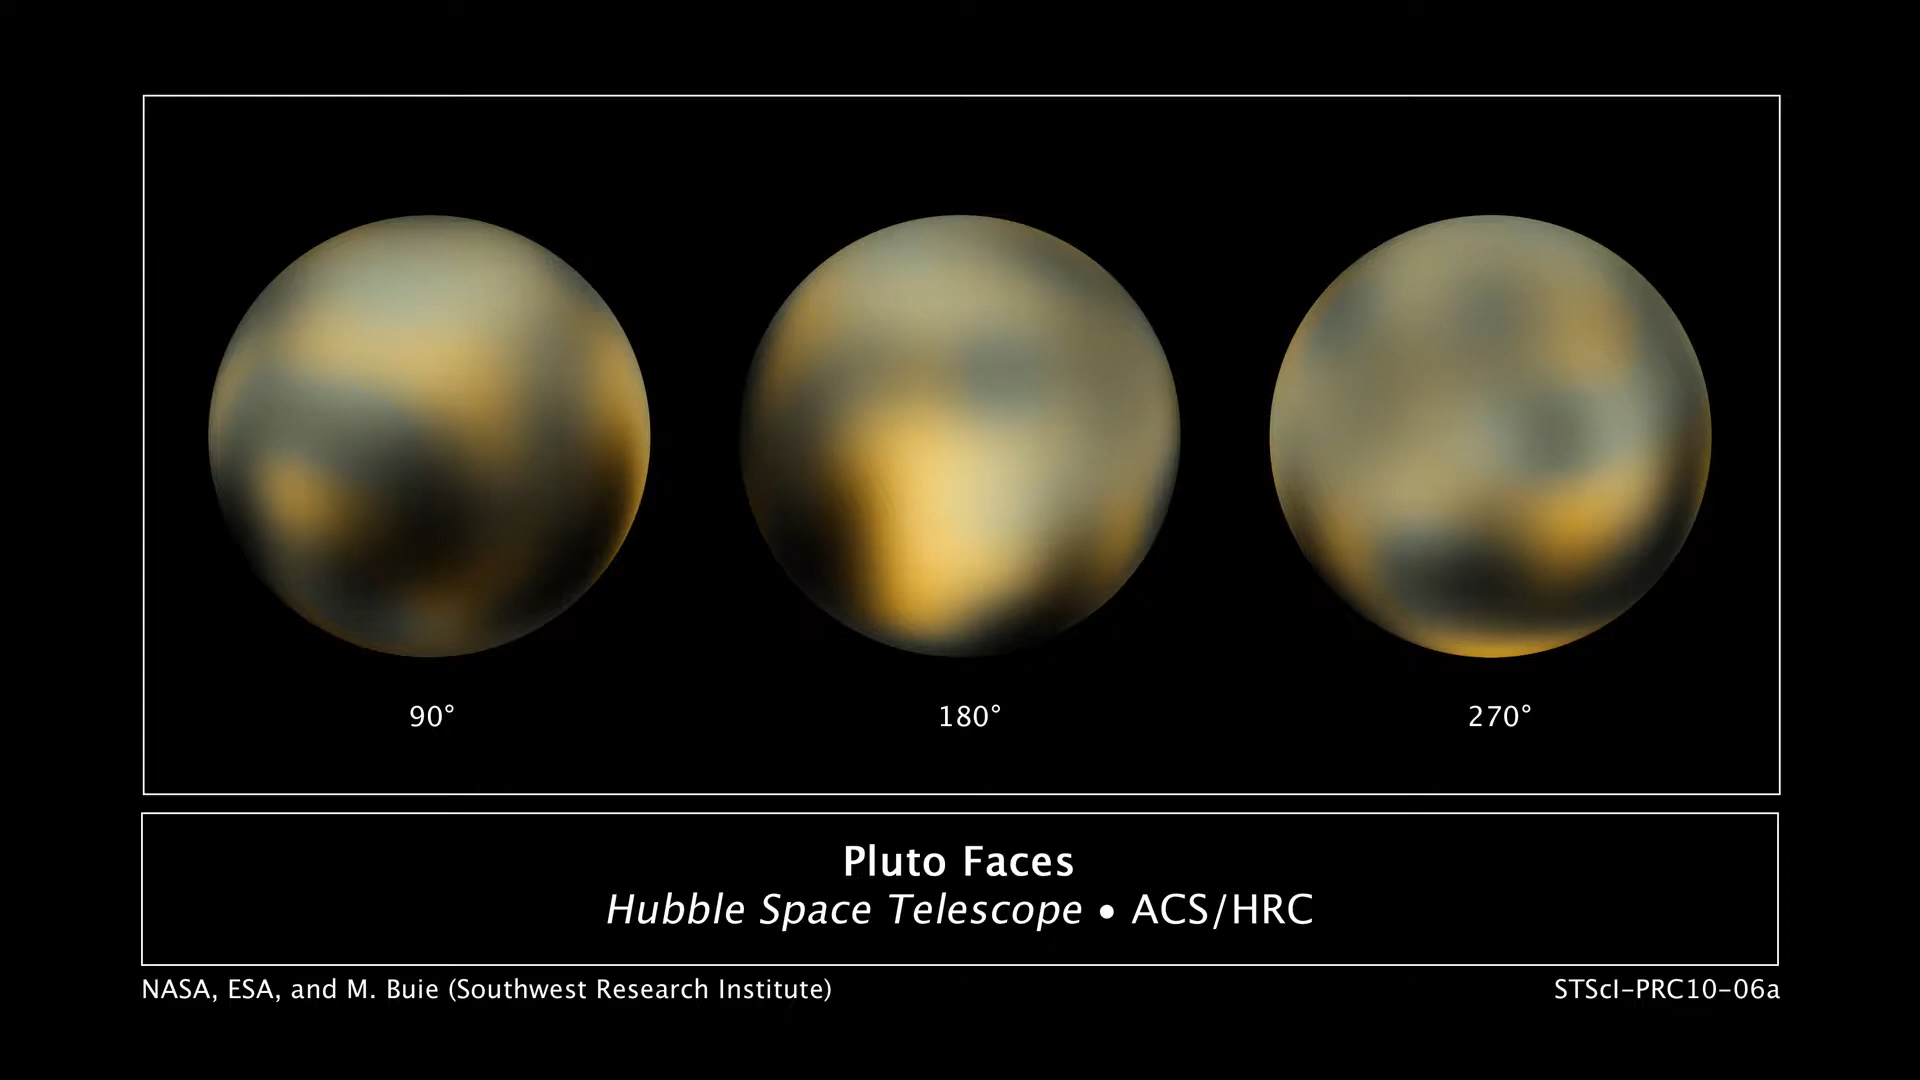 90°
180°
270°
Pluto Faces
Hubble Space Telescope • ACS/HRC
NASA, ESA, and M. Buie (Southwest Research Institute)
STScI–PRC10–06a